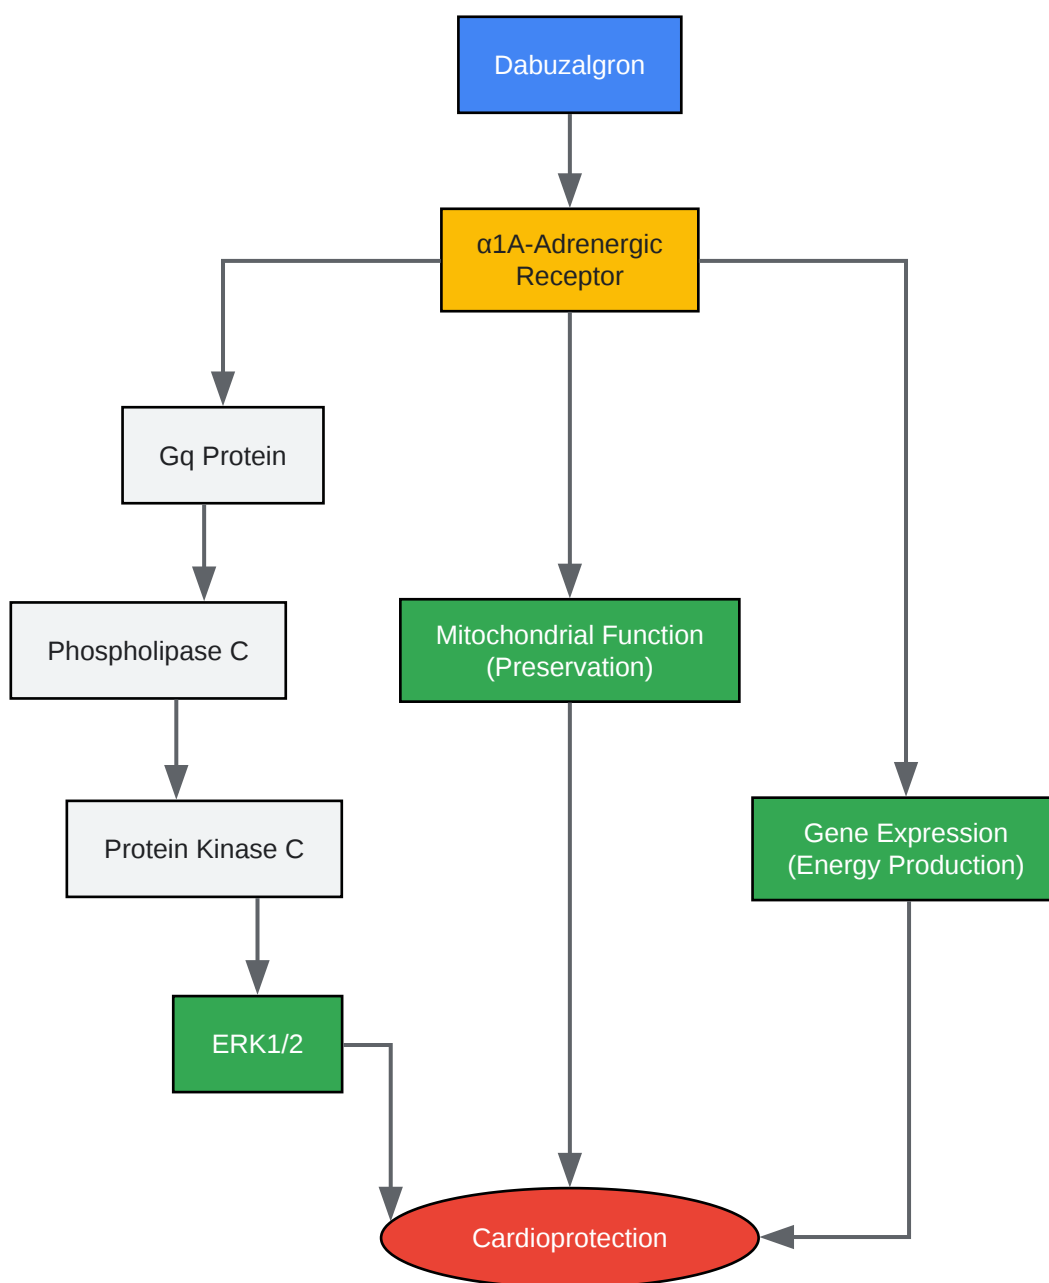 Dabuzalgron
α1A-Adrenergic
Receptor
Gq Protein
Phospholipase C
Mitochondrial Function
(Preservation)
Protein Kinase C
Gene Expression
(Energy Production)
ERK1/2
Cardioprotection